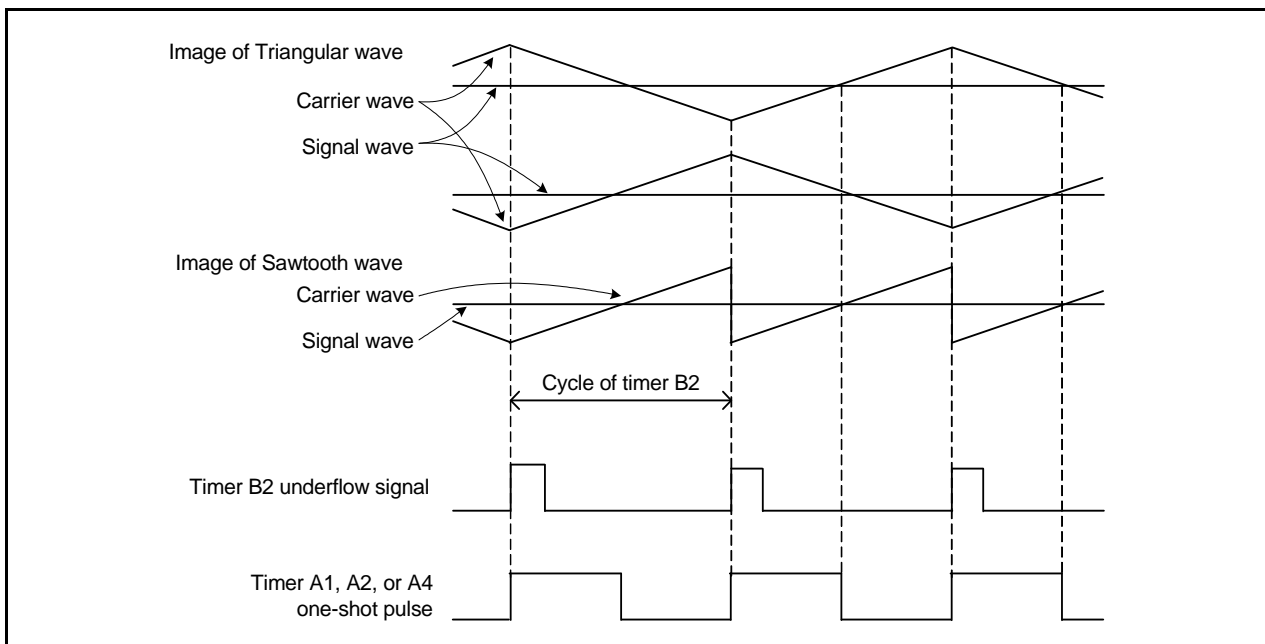 Image of Triangular wave
Carrier wave
Signal wave
Image of Sawtooth wave
Carrier wave
Signal wave
Cycle of timer B2
Timer B2 underflow signal
Timer A1, A2, or A4
one-shot pulse